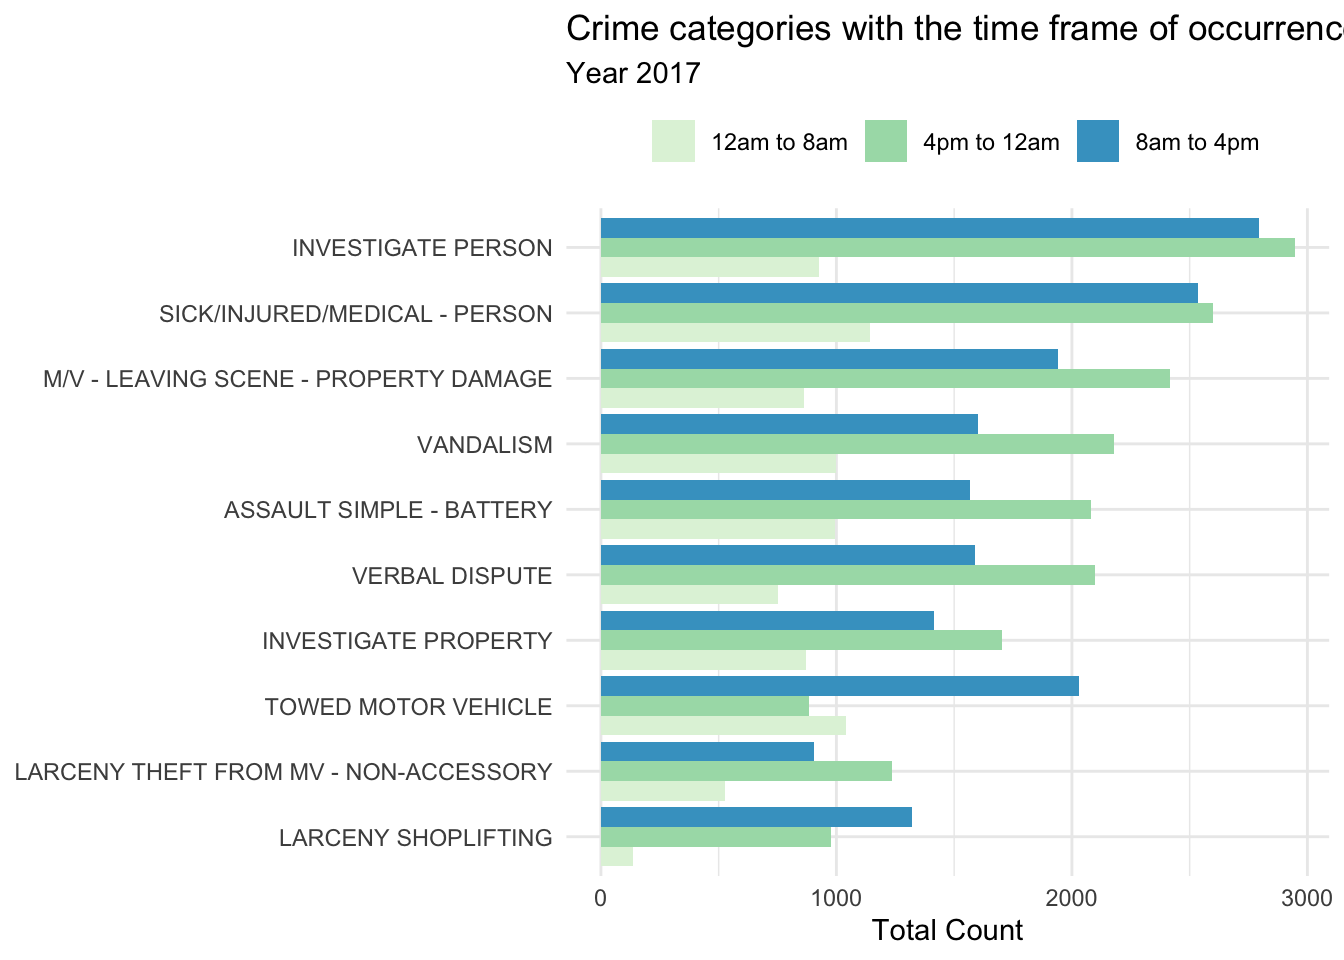 Crime categories with the time frame of occurrenc
Year 2017
12am to 8am 4pm to 12am 8am to 4pm
INVESTIGATE PERSON
SICK/INJURED/MEDICAL - PERSON
M/V - LEAVING SCENE - PROPERTY DAMAGE
VANDALISM
ASSAULT SIMPLE - BATTERY
VERBAL DISPUTE
INVESTIGATE PROPERTY
TOWED MOTOR VEHICLE
LARCENY THEFT FROM MV - NON-ACCESSORY
LARCENY SHOPLIFTING
0 1000 2000 3000
Total Count